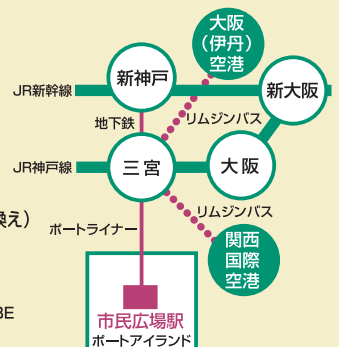 大阪
(伊丹)
空港
新神戸
新大阪
JR新幹線
地下鉄
リムジンバス
JR神戸線
三宮
大阪
換え)
ポートライナー
リムジンバス
関西
国際
空港
3E
市民広場駅
ポートアイランド